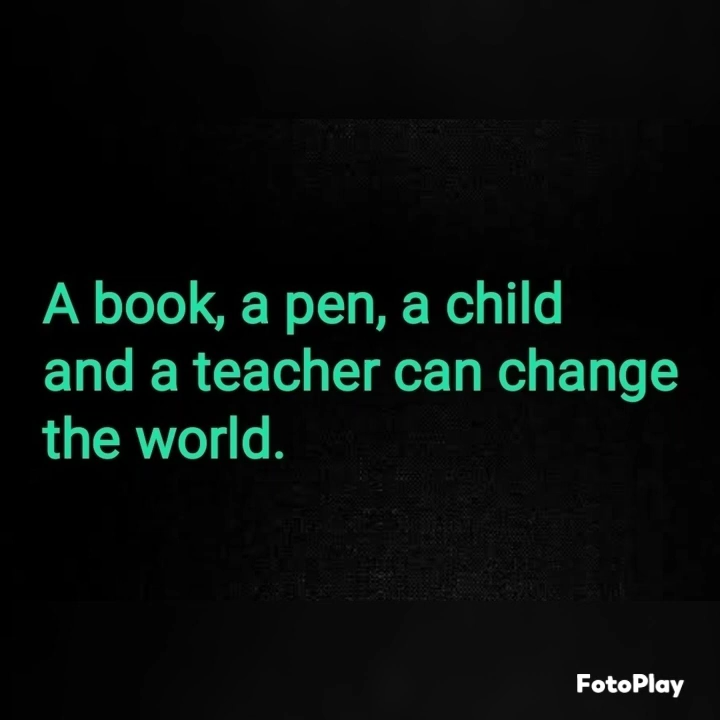 A book, a pen, a child
and a teacher can change
the world.
FotoPlay